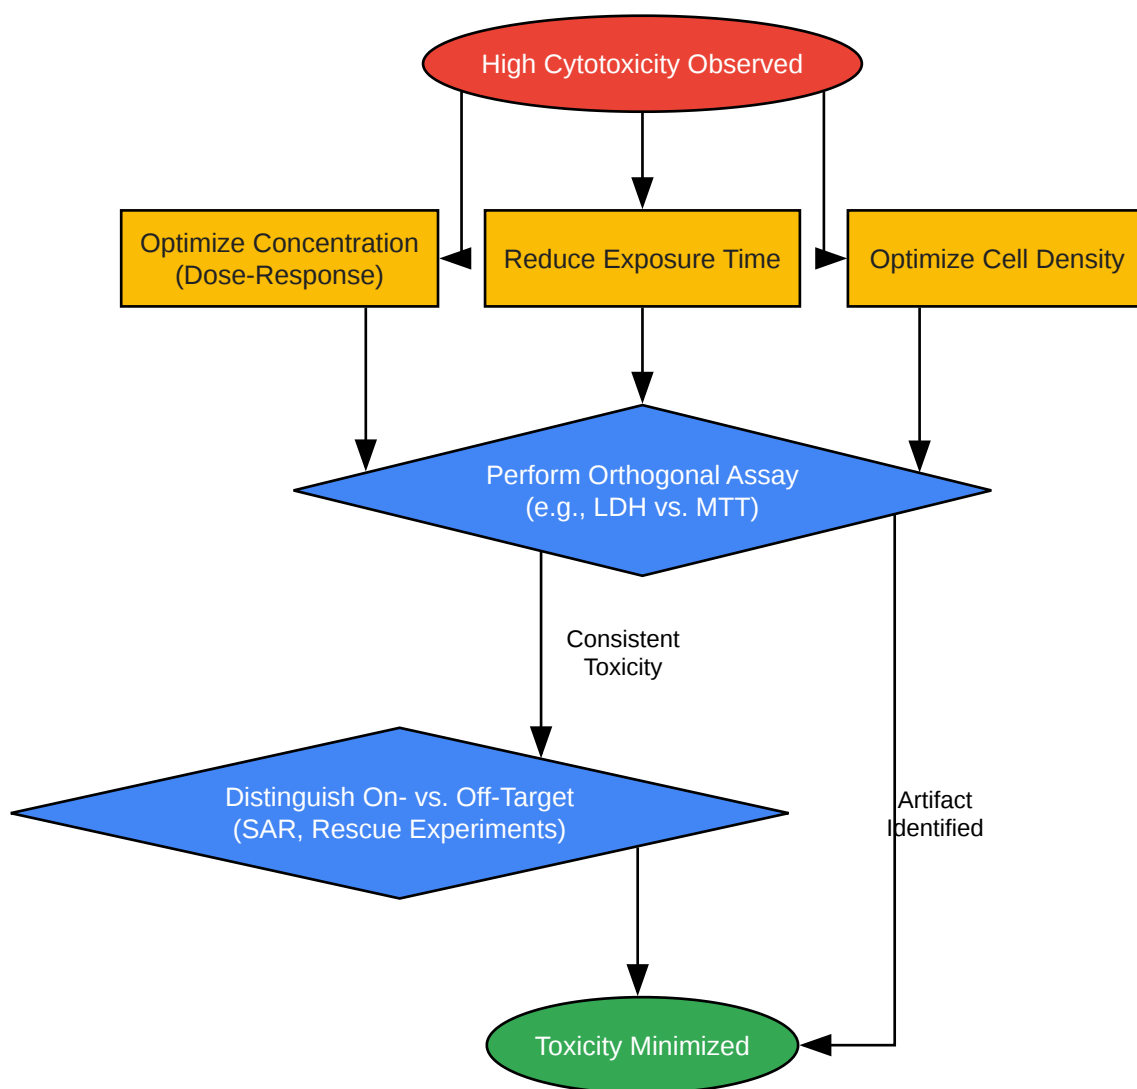 High Cytotoxicity Observed
Optimize Concentration
(Dose-Response)
Reduce Exposure Time
Optimize Cell Density
Perform Orthogonal Assay
(e.g., LDH vs. MTT)
Consistent
Toxicity
Distinguish On- vs. Off-Target
(SAR, Rescue Experiments)
Artifact
Identified
Toxicity Minimized